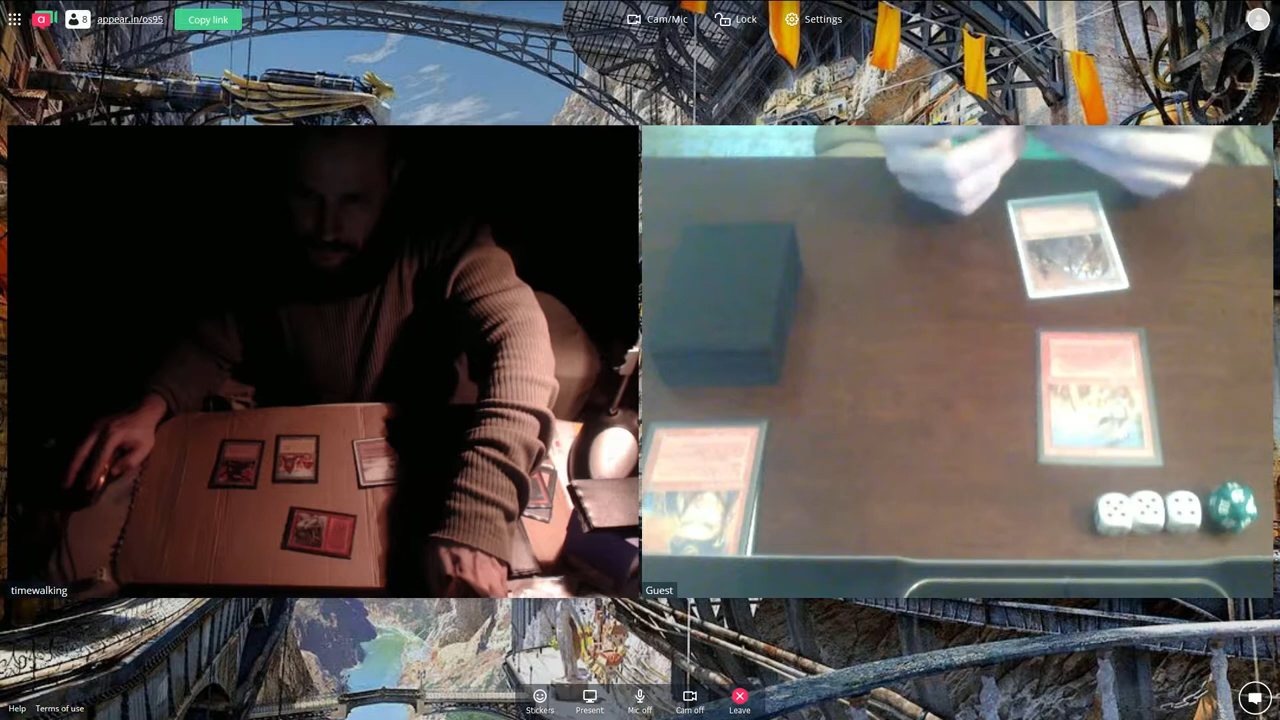 8 appear.in/os95 Copy link Cam/Mic Lock Settings
timewalking Guest
Stickers Present Mic off Cam off Leave
Help Terms of use